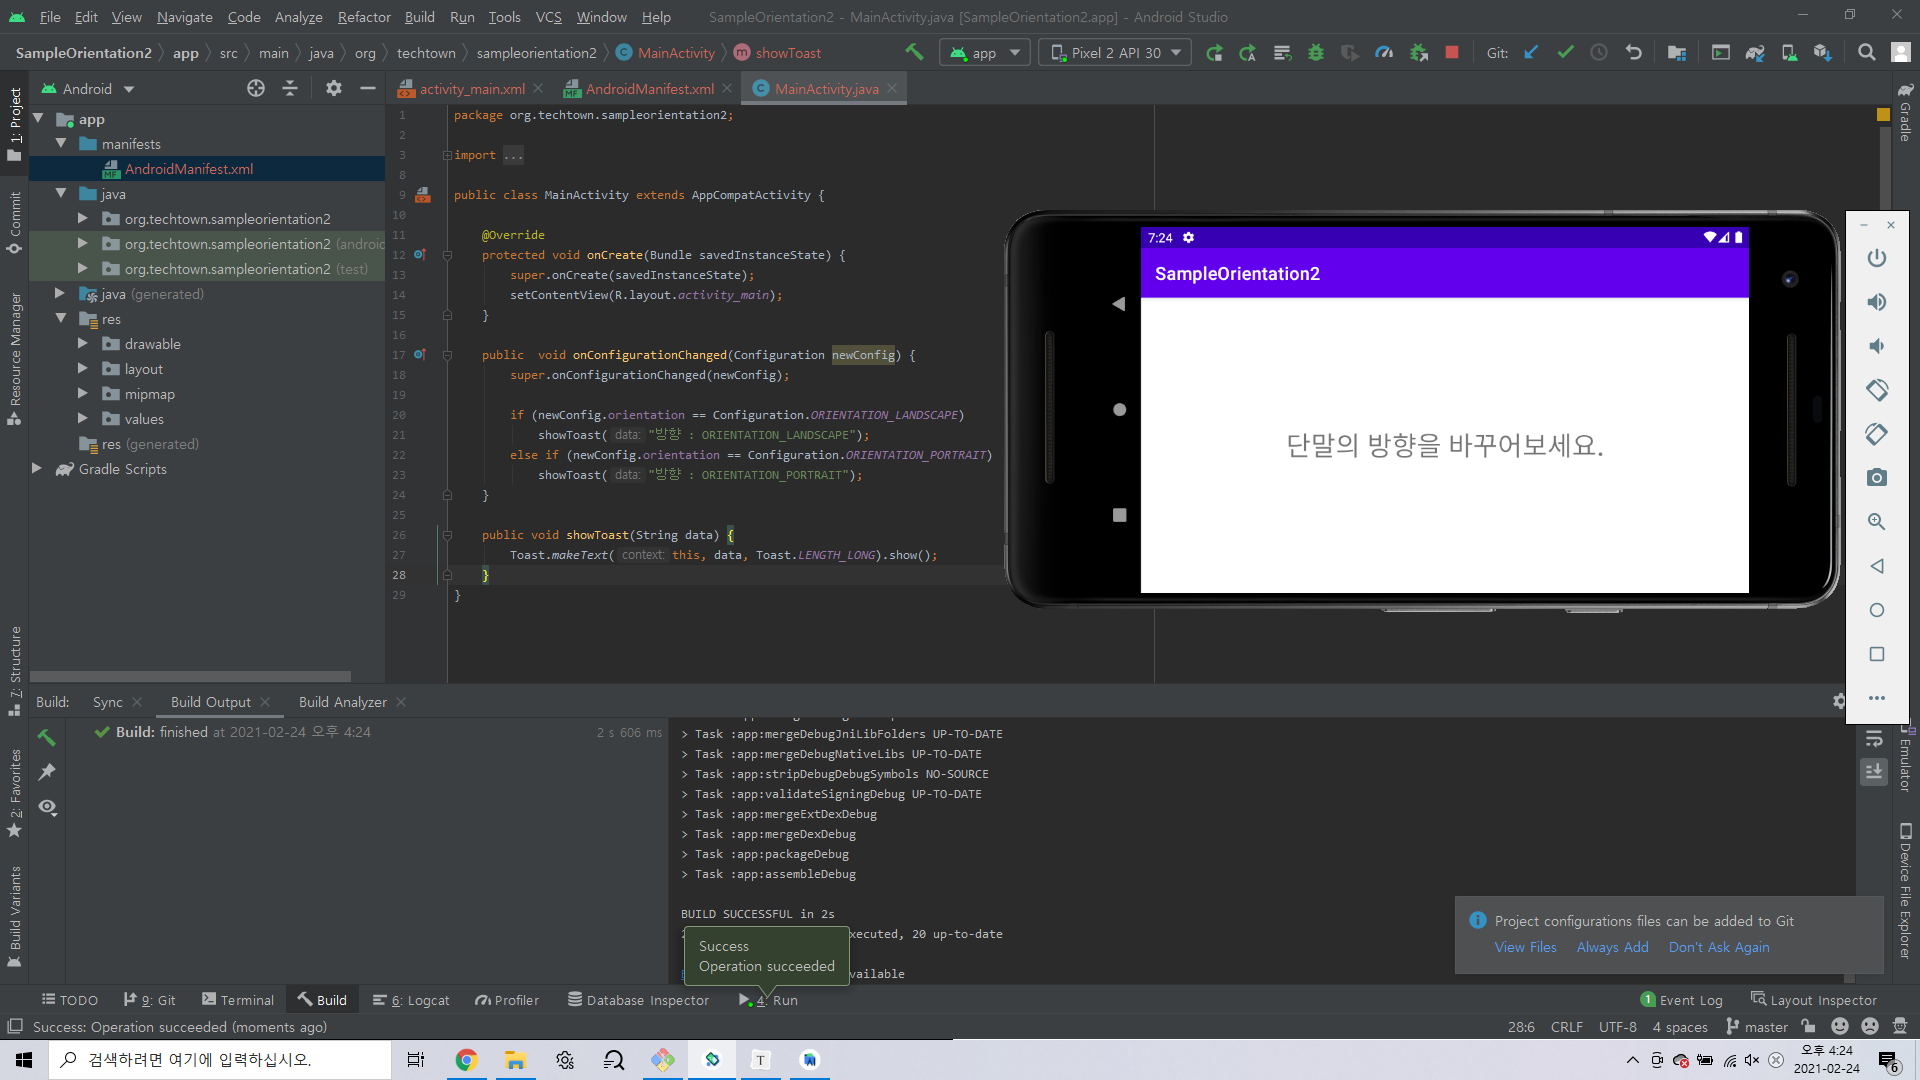 File Edit View Navigate Code Analyze Refactor Build Run Tools VCS Window Help SampleOrientation2 - MainActivity.java [SampleOrientation2.app] - Android Studio
SampleOrientation2 app src main java org techtown sampleorientation2 MainActivity showToast app Pixel 2 API 30 Git:
Android
activity_main.xml AndroidManifest.xml MainActivity.java
1: Project
Commit
Resource Manager
7: Structure
2: Favorites
Build Variants
app
manifests
AndroidManifest.xml
java
org.techtown.sampleorientation2
org.techtown.sampleorientation2 (android
org.techtown.sampleorientation2 (test)
java (generated)
res
drawable
layout
mipmap
values
res (generated)
Gradle Scripts
1 package org.techtown.sampleorientation2;
2
3 import ...
8
9 public class MainActivity extends AppCompatActivity {
10
11 @Override
12 protected void onCreate(Bundle savedInstanceState) {
13 super.onCreate(savedInstanceState);
14 setContentView(R.layout.activity_main);
15 }
16
17 public  void onConfigurationChanged(Configuration newConfig) {
18 super.onConfigurationChanged(newConfig);
19
20 if (newConfig.orientation == Configuration.ORIENTATION_LANDSCAPE)
21 showToast( data: "방향 : ORIENTATION_LANDSCAPE");
22 else if (newConfig.orientation == Configuration.ORIENTATION_PORTRAIT)
23 showToast( data: "방향 : ORIENTATION_PORTRAIT");
24 }
25
26 public void showToast(String data) {
27 Toast.makeText( context: this, data, Toast.LENGTH_LONG).show();
28 }
29 }
7:24
SampleOrientation2
단말의 방향을 바꾸어보세요.
Gradle
Emulator
Device File Explorer
Build: Sync Build Output Build Analyzer
Build: finished at 2021-02-24 오후 4:24 2 s 606 ms
> Task :app:mergeDebugJniLibFolders UP-TO-DATE
> Task :app:mergeDebugNativeLibs UP-TO-DATE
> Task :app:stripDebugDebugSymbols NO-SOURCE
> Task :app:validateSigningDebug UP-TO-DATE
> Task :app:mergeExtDexDebug
> Task :app:mergeDexDebug
> Task :app:packageDebug
> Task :app:assembleDebug
BUILD SUCCESSFUL in 2s
executed, 20 up-to-date
Success
Operation succeeded
Project configurations files can be added to Git
View Files Always Add Don't Ask Again
TODO 9: Git Terminal Build 6: Logcat Profiler Database Inspector 4: Run 1 Event Log Layout Inspector
Success: Operation succeeded (moments ago) 28:6 CRLF UTF-8 4 spaces master
검색하려면 여기에 입력하십시오.
T
오후 4:24
2021-02-24
6